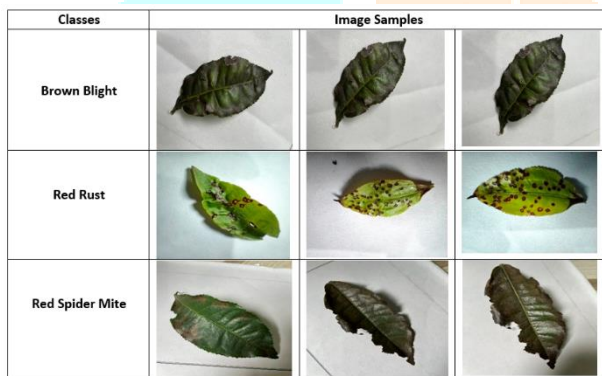 Classes Image Samples
Brown Blight
Red Rust
Red Spider Mite